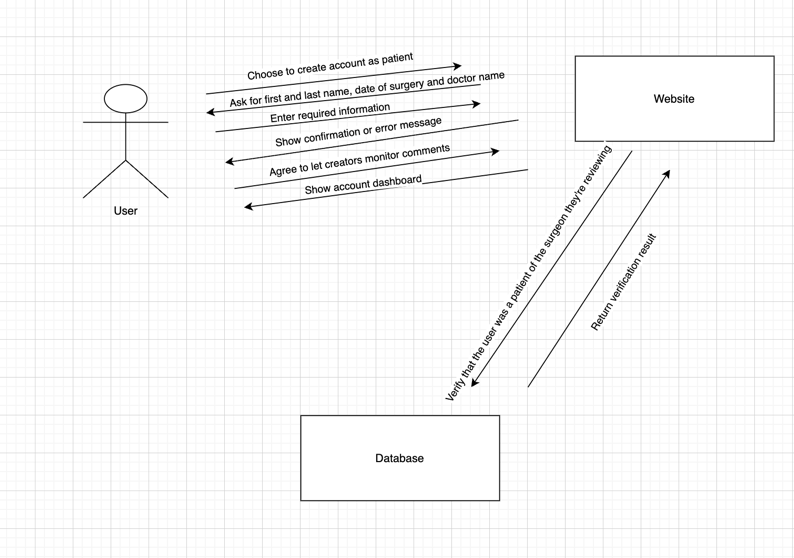 Choose to create account as patient
Ask for first and last name, date of surgery and doctor name
Enter required information
Show confirmation or error message
Agree to let creators monitor comments
Show account dashboard
User
Website
Verify that the user was a patient of the surgeon they're reviewing
Return verification result
Database